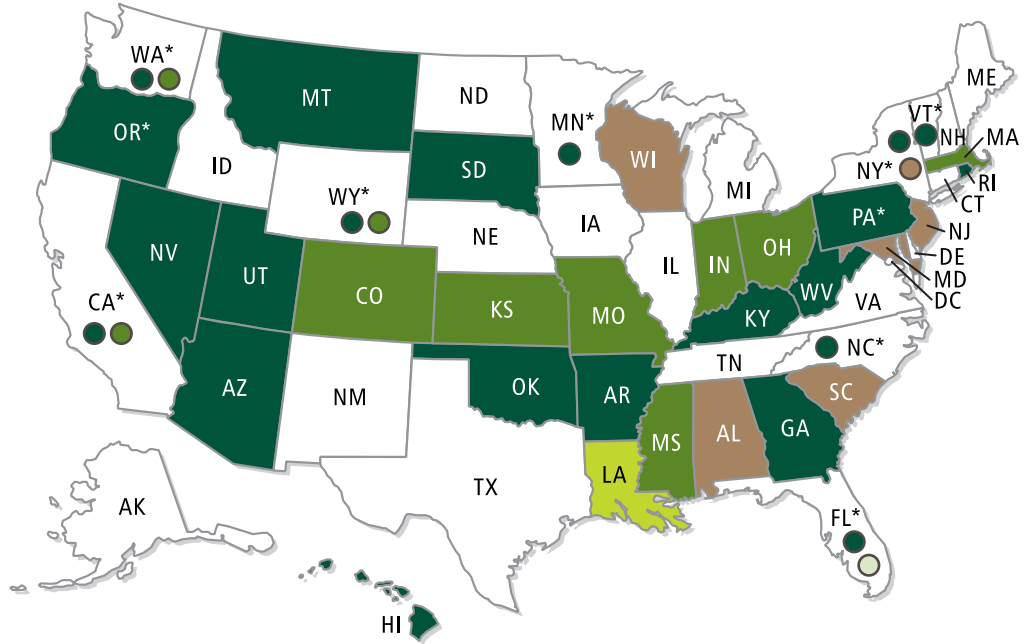 WA*
ME
MT
ND
VT*
MN*
OR*
NH
MA
WI
NY*
ID
SD
RI
MI
WY*
CT
PA*
IA
NJ
NE
NV
OH
DE
IL
IN
UT
MD
WV
CO
DC
CA*
VA
KS
MO
KY
NC*
TN
AZ
OK
SC
NM
AR
GA
MS
AL
LA
TX
AK
FL*
HI